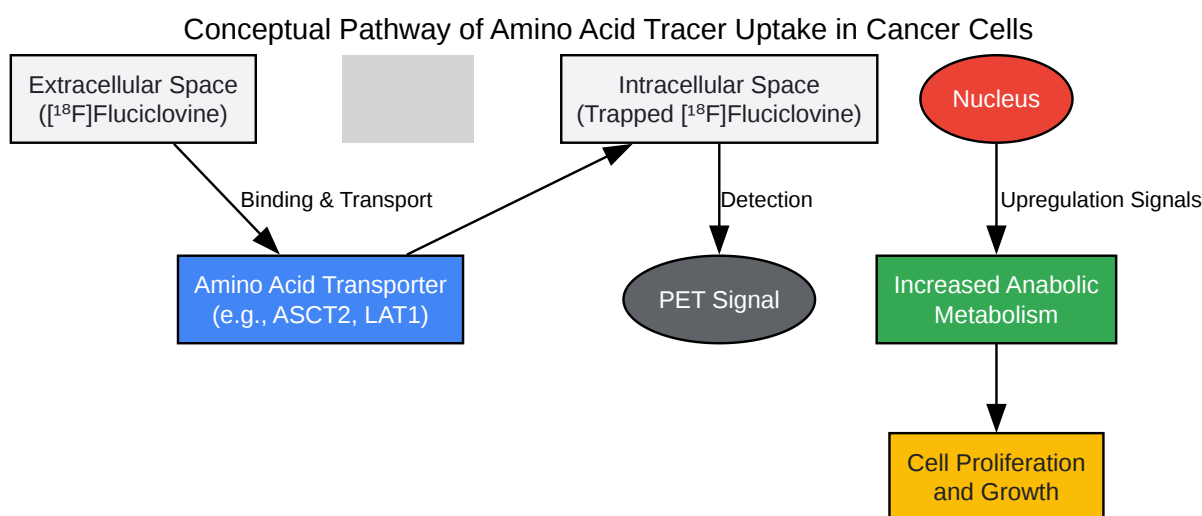 Conceptual Pathway of Amino Acid Tracer Uptake in Cancer Cells
Extracellular Space
([¹⁸F]Fluciclovine)
Intracellular Space
(Trapped [¹⁸F]Fluciclovine)
Nucleus
Binding & Transport
Detection
Upregulation Signals
Amino Acid Transporter
(e.g., ASCT2, LAT1)
PET Signal
Increased Anabolic
Metabolism
Cell Proliferation
and Growth